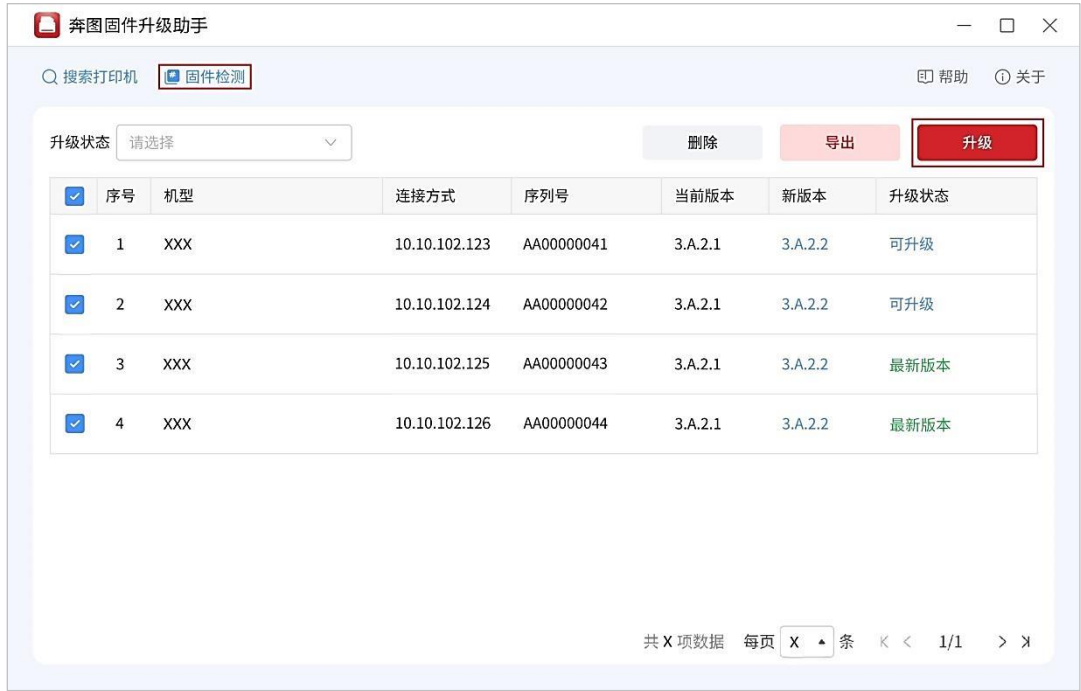 奔图固件升级助手
搜索打印机 固件检测 帮助 关于
升级状态 请选择 删除 导出 升级
序号 机型 连接方式 序列号 当前版本 新版本 升级状态
1 XXX 10.10.102.123 AA00000041 3.A.2.1 3.A.2.2 可升级
2 XXX 10.10.102.124 AA00000042 3.A.2.1 3.A.2.2 可升级
3 XXX 10.10.102.125 AA00000043 3.A.2.1 3.A.2.2 最新版本
4 XXX 10.10.102.126 AA00000044 3.A.2.1 3.A.2.2 最新版本
共 X 项数据 每页 X 条 1/1